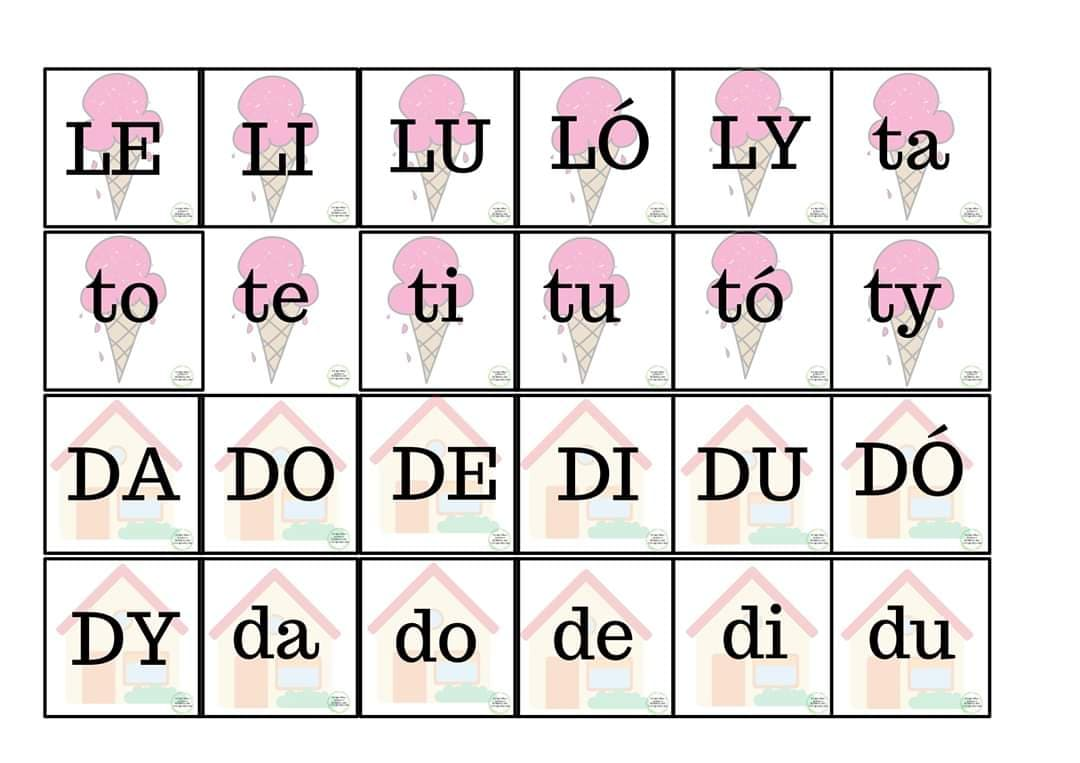 LE LI LU LÓ LY ta
to te ti tu tó ty
DA DO DE DI DU DÓ
DY da do de di du